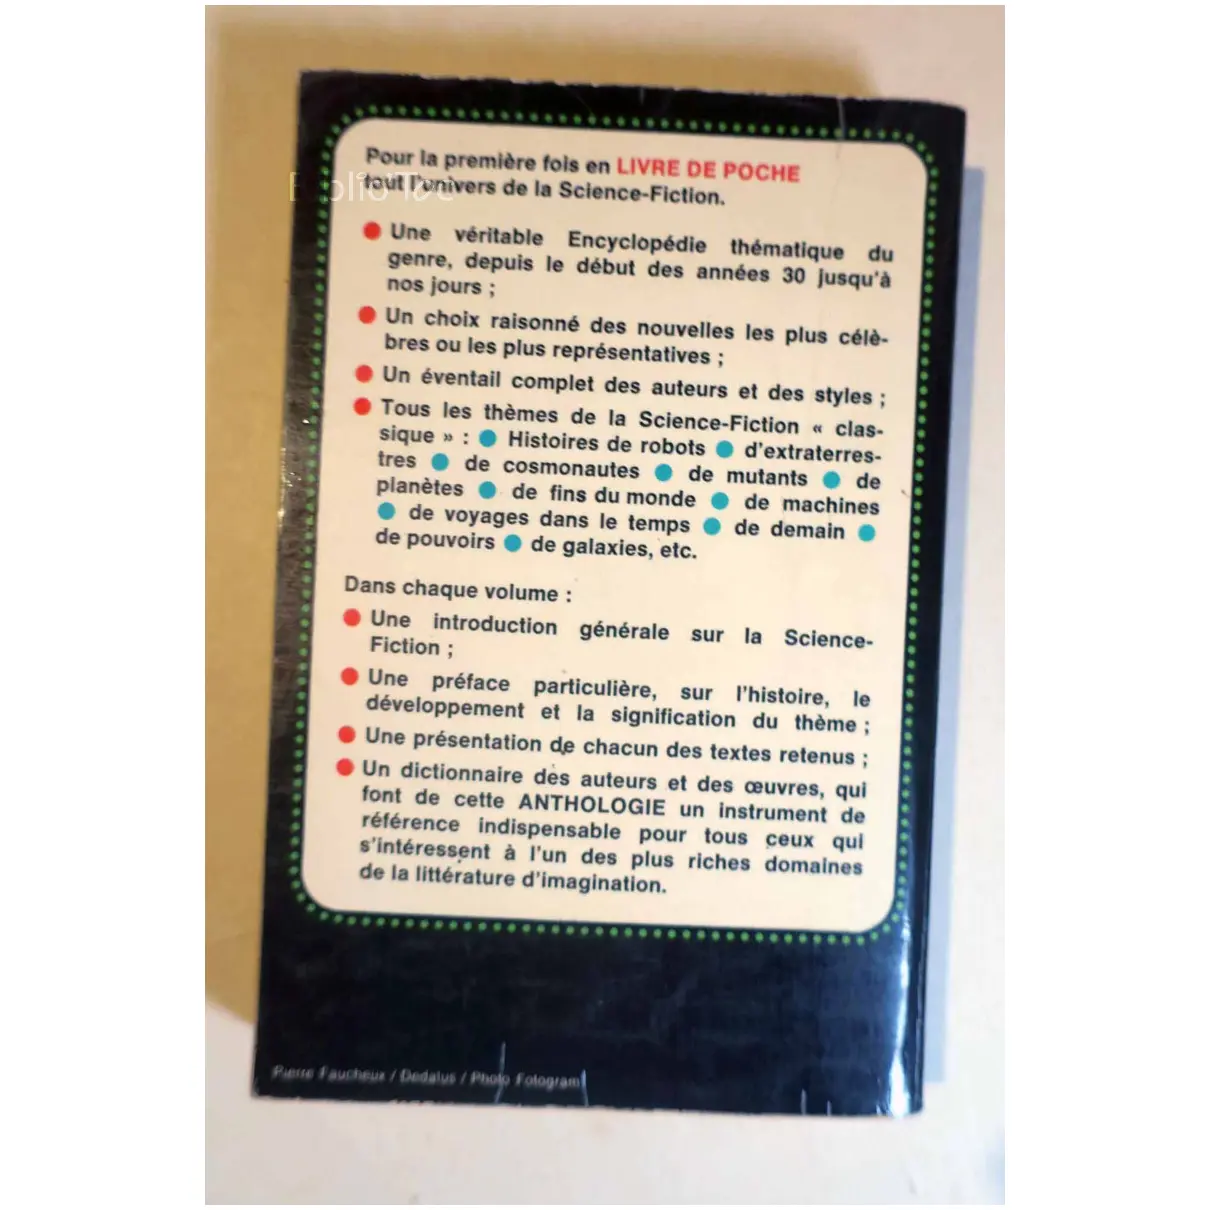 Pour la première fois en LIVRE DE POCHE
tout l'univers de la Science-Fiction.
Biblio'Toc
● Une véritable Encyclopédie thématique du
genre, depuis le début des années 30 jusqu'à
nos jours ;
● Un choix raisonné des nouvelles les plus célè-
bres ou les plus représentatives ;
● Un éventail complet des auteurs et des styles ;
● Tous les thèmes de la Science-Fiction « clas-
sique » : ● Histoires de robots ● d'extraterres-
tres ● de cosmonautes ● de mutants ● de
planètes ● de fins du monde ● de machines
● de voyages dans le temps ● de demain ●
de pouvoirs ● de galaxies, etc.
Dans chaque volume :
● Une introduction générale sur la Science-
Fiction ;
● Une préface particulière, sur l'histoire, le
développement et la signification du thème ;
● Une présentation de chacun des textes retenus ;
● Un dictionnaire des auteurs et des œuvres, qui
font de cette ANTHOLOGIE un instrument de
référence indispensable pour tous ceux qui
s'intéressent à l'un des plus riches domaines
de la littérature d'imagination.
Pierre Faucheux / Dedalus / Photo Fotogram